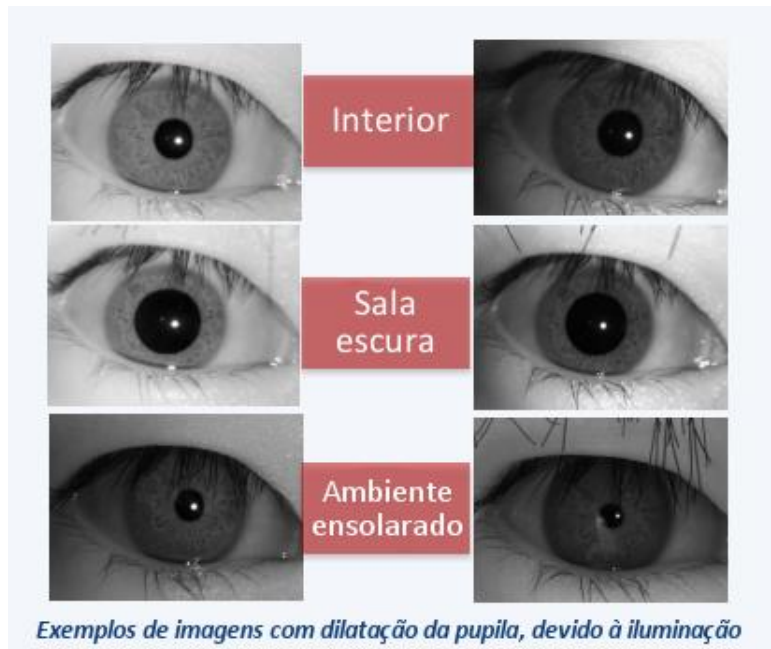 Interior
Sala
escura
Ambiente
ensolarado
Exemplos de imagens com dilatação da pupila, devido à iluminação